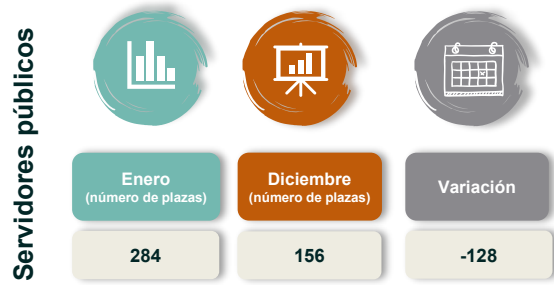 Servidores públicos
Enero
(número de plazas)
Diciembre
(número de plazas)
Variación
284
156
-128